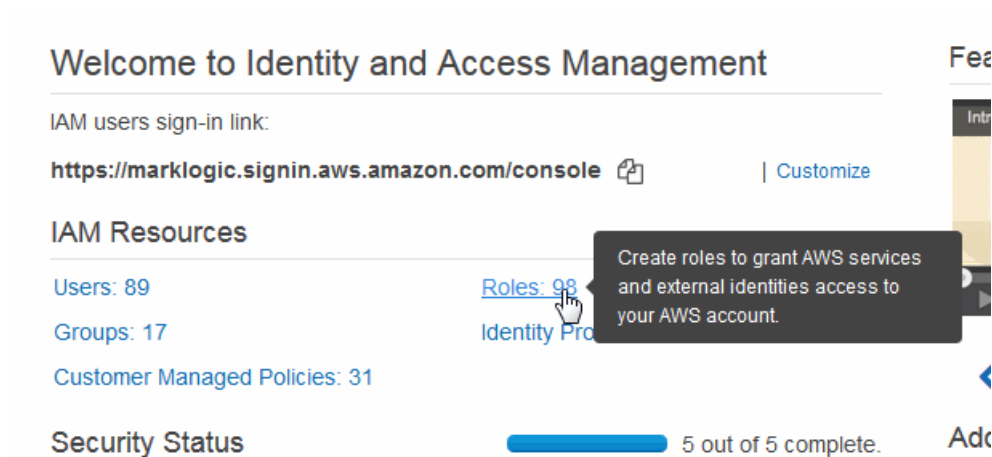 Welcome to Identity and Access Management
IAM users sign-in link:
https://marklogic.signin.aws.amazon.com/console | Customize
IAM Resources
Users: 89
Roles: 98
Create roles to grant AWS services
and external identities access to
your AWS account.
Groups: 17
Identity
Customer Managed Policies: 31
Security Status
5 out of 5 complete.